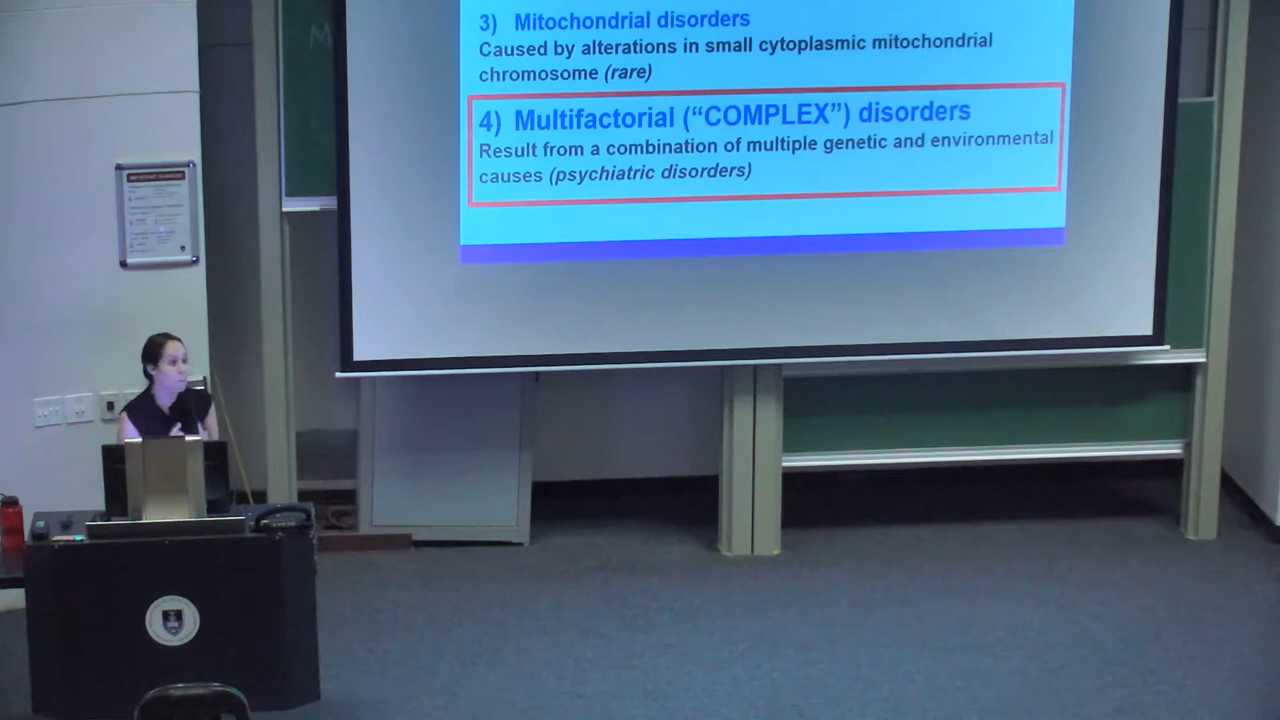 3) Mitochondrial disorders
Caused by alterations in small cytoplasmic mitochondrial
chromosome (rare)
4) Multifactorial (“COMPLEX”) disorders
Result from a combination of multiple genetic and environmental
causes (psychiatric disorders)
M